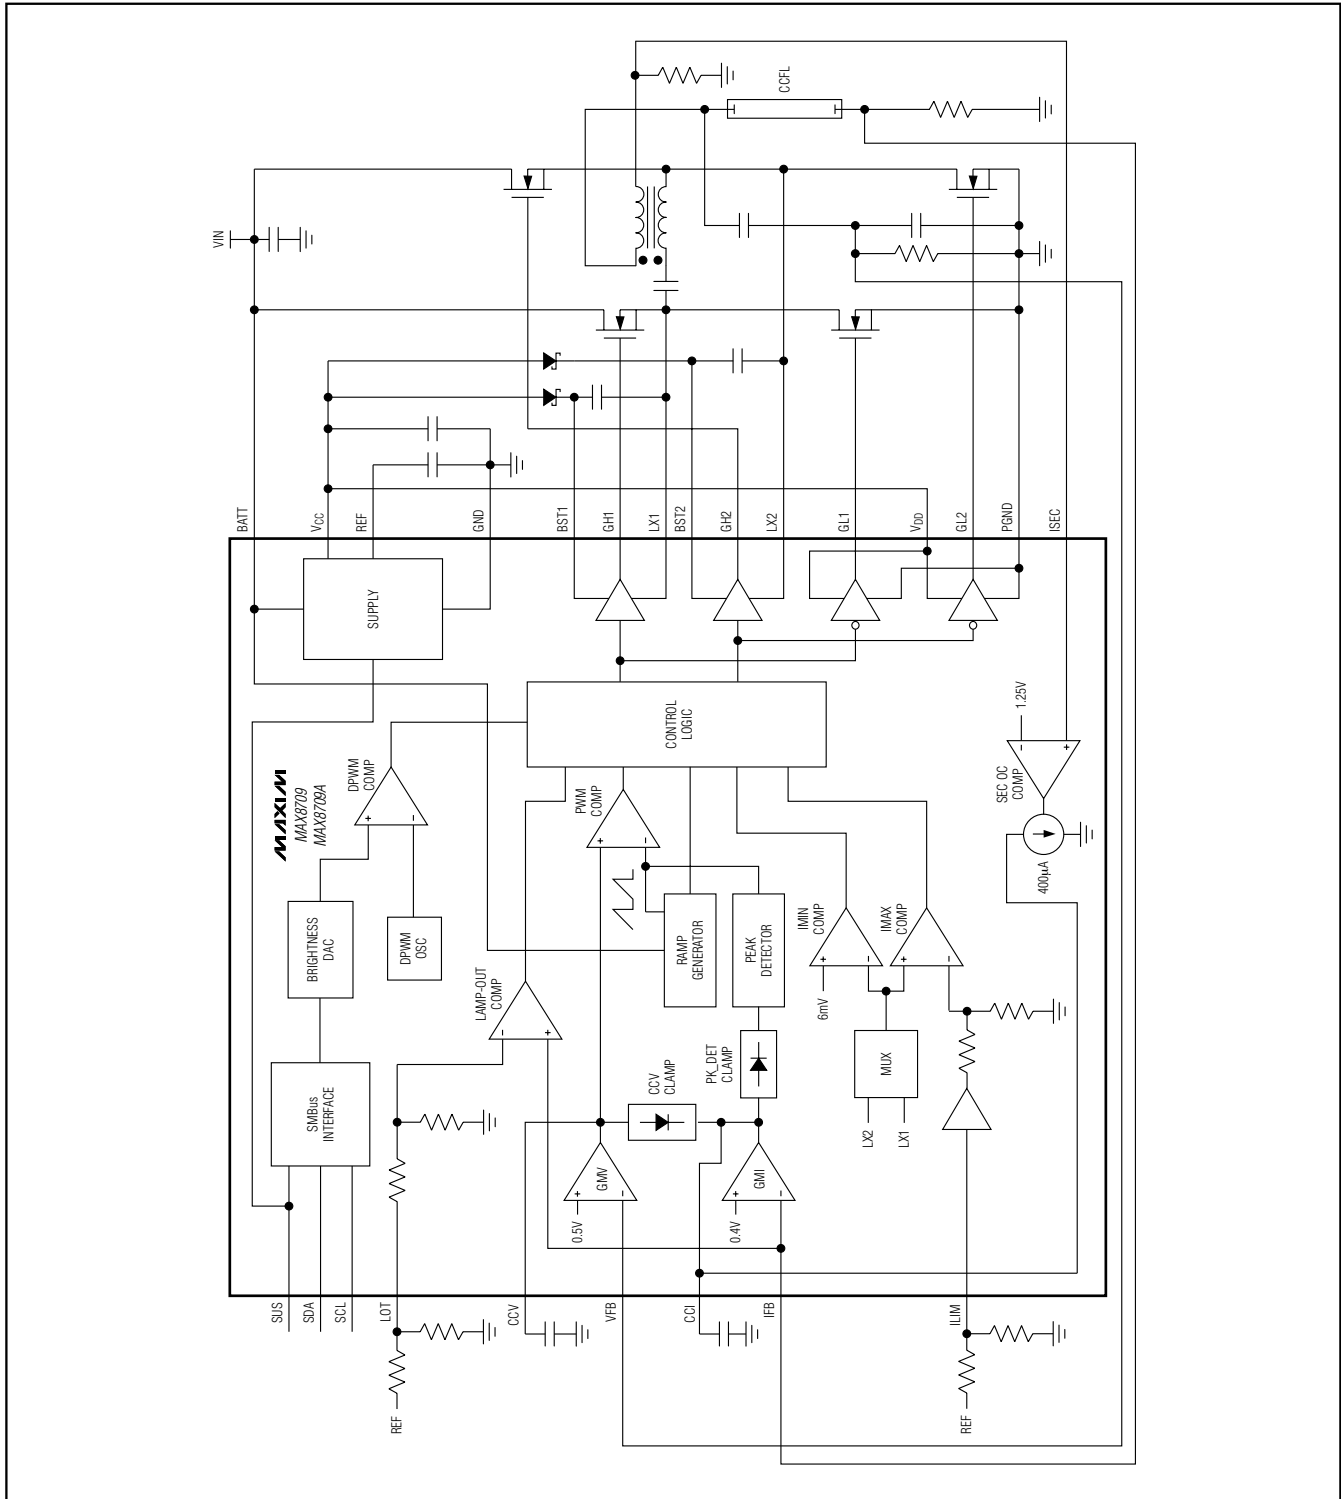 VIN
CCFL
BATT
VCC
REF
GND
BST1
GH1
LX1
BST2
GH2
LX2
GL1
VDD
GL2
PGND
ISEC
SUPPLY
MAXIM
MAX8709
MAX8709A
DPWM
COMP
+
−
CONTROL
LOGIC
PWM
COMP
+
−
1.25V
−
+
SEC OC
COMP
400µA
BRIGHTNESS
DAC
DPWM
OSC
LAMP-OUT
COMP
−
+
RAMP
GENERATOR
PEAK
DETECTOR
IMIN
COMP
+
−
6mV
IMAX
COMP
+
−
SMBus
INTERFACE
CCV
CLAMP
PK_DET
CLAMP
MUX
LX2
LX1
GMV
+
−
0.5V
GMI
+
−
0.4V
SUS
SDA
SCL
LOT
CCV
VFB
CCI
IFB
ILIM
REF
REF